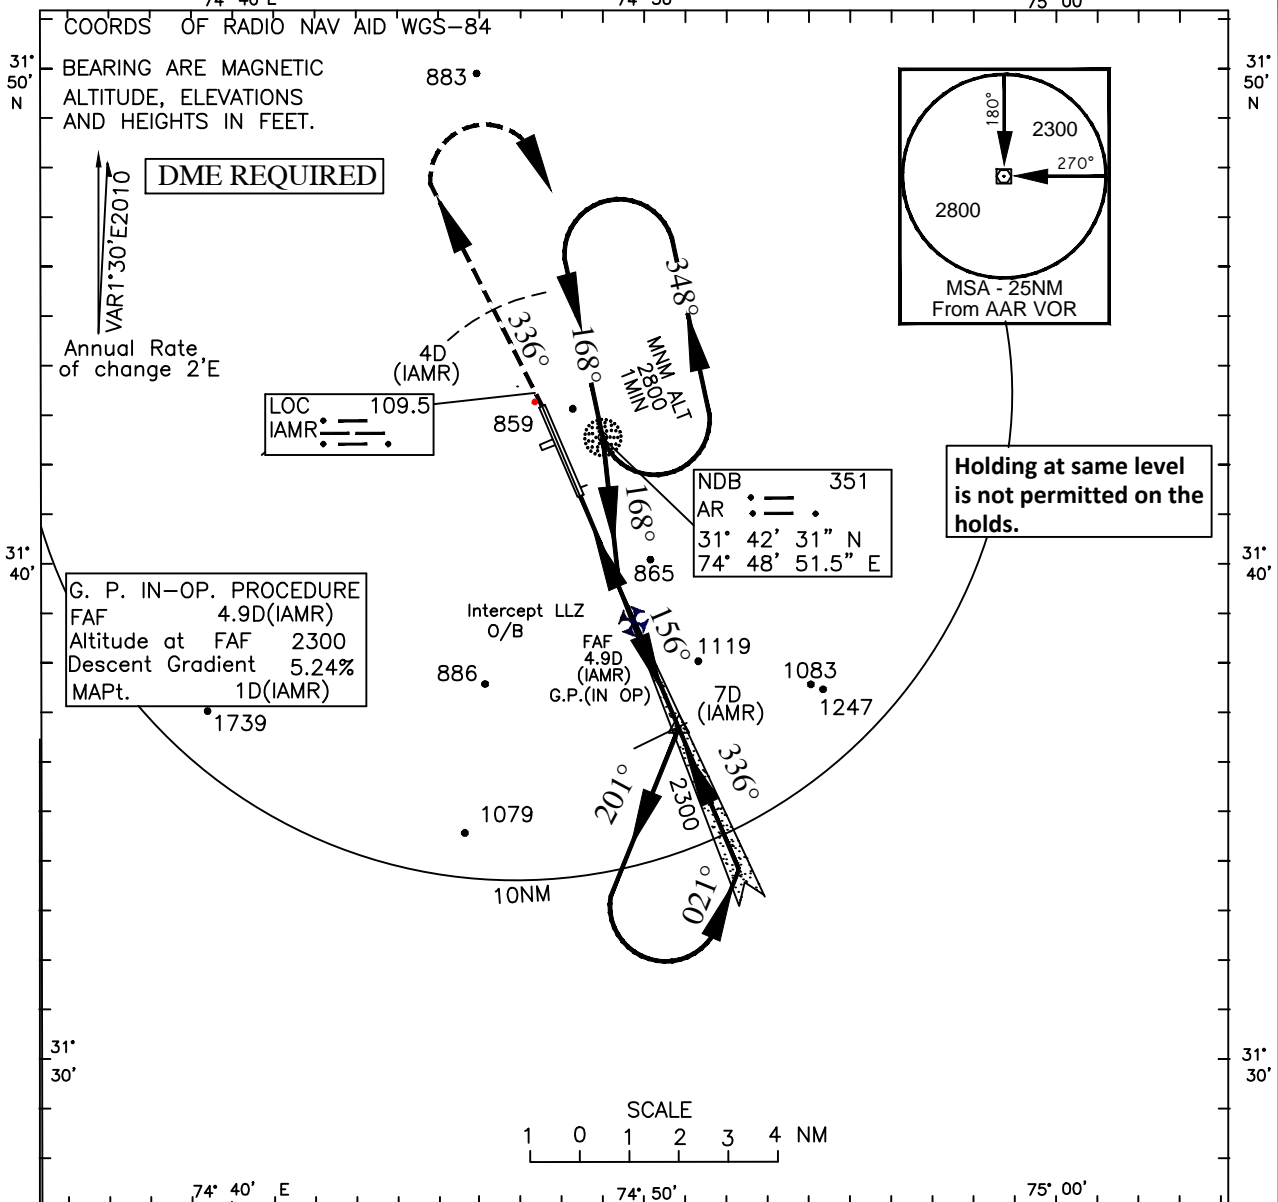 74° 40' E
74° 50'
75° 00'
COORDS OF RADIO NAV AID WGS-84
31°
50'
N
BEARING ARE MAGNETIC
ALTITUDE, ELEVATIONS
AND HEIGHTS IN FEET.
883
31°
50'
N
DME REQUIRED
VAR1°30'E2010
Annual Rate
of change 2'E
180°
2300
270°
2800
MSA - 25NM
From AAR VOR
348°
336°
168°
MNM ALT
2800
1MIN
4D
(IAMR)
LOC 109.5
IAMR
859
Holding at same level
is not permitted on the
holds.
NDB 351
AR
31° 42' 31" N
74° 48' 51.5" E
168°
865
31°
40'
31°
40'
G. P. IN-OP. PROCEDURE
FAF 4.9D(IAMR)
Altitude at FAF 2300
Descent Gradient 5.24%
MAPt. 1D(IAMR)
Intercept LLZ
O/B
FAF
4.9D
(IAMR)
G.P.(IN OP)
156°
1119
886
1083
1247
7D
(IAMR)
1739
201°
336°
2300
1079
10NM
021°
31°
30'
31°
30'
SCALE
1 0 1 2 3 4 NM
74° 40' E
74° 50'
75° 00'